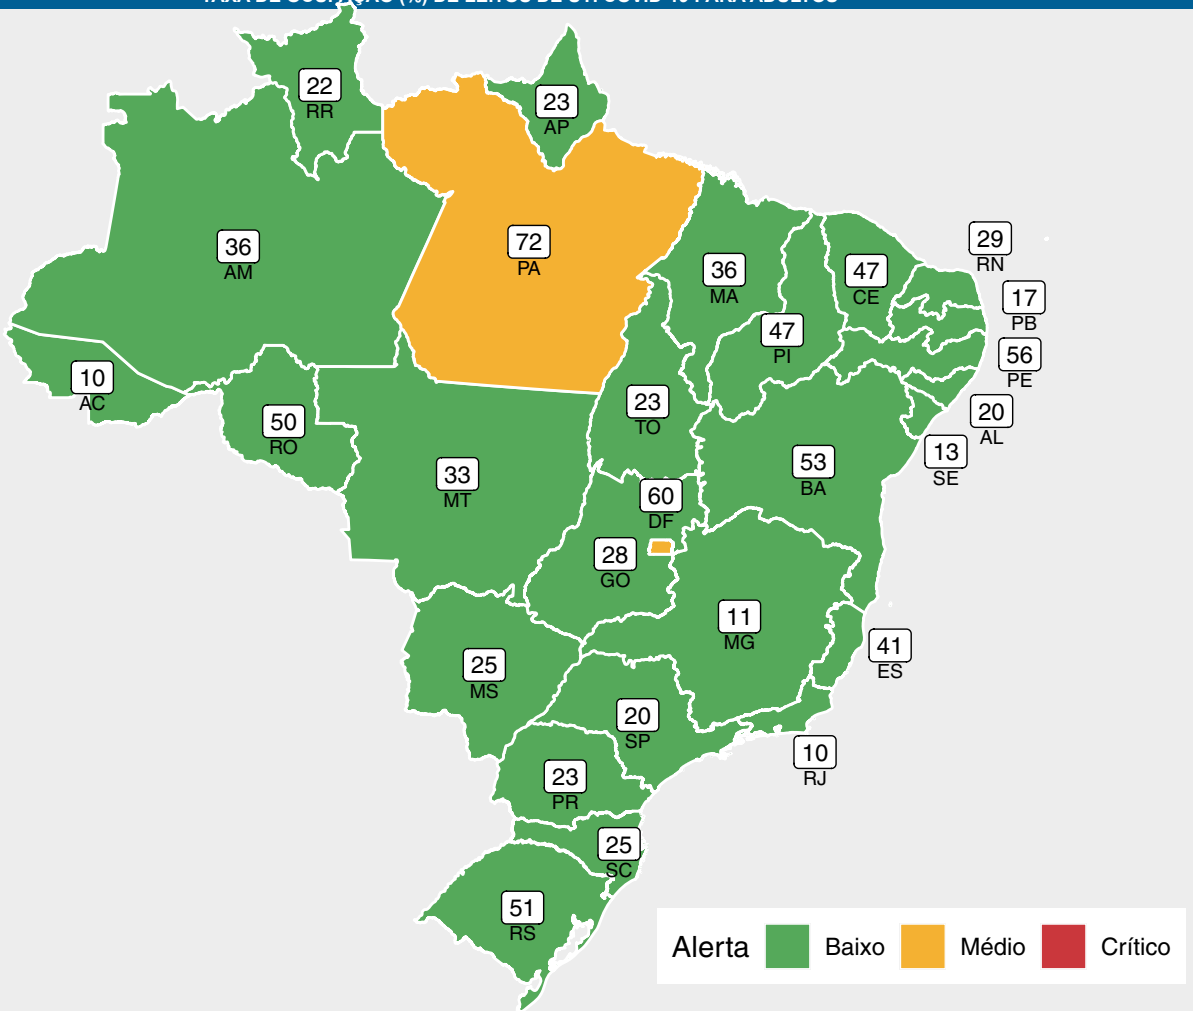 22
RR
23
AP
36
AM
72
PA
36
MA
47
CE
29
RN
17
PB
47
PI
56
PE
10
AC
50
RO
23
TO
20
AL
13
SE
53
BA
33
MT
60
DF
28
GO
11
MG
41
ES
25
MS
20
SP
10
RJ
23
PR
25
SC
51
RS
Alerta Baixo Médio Crítico